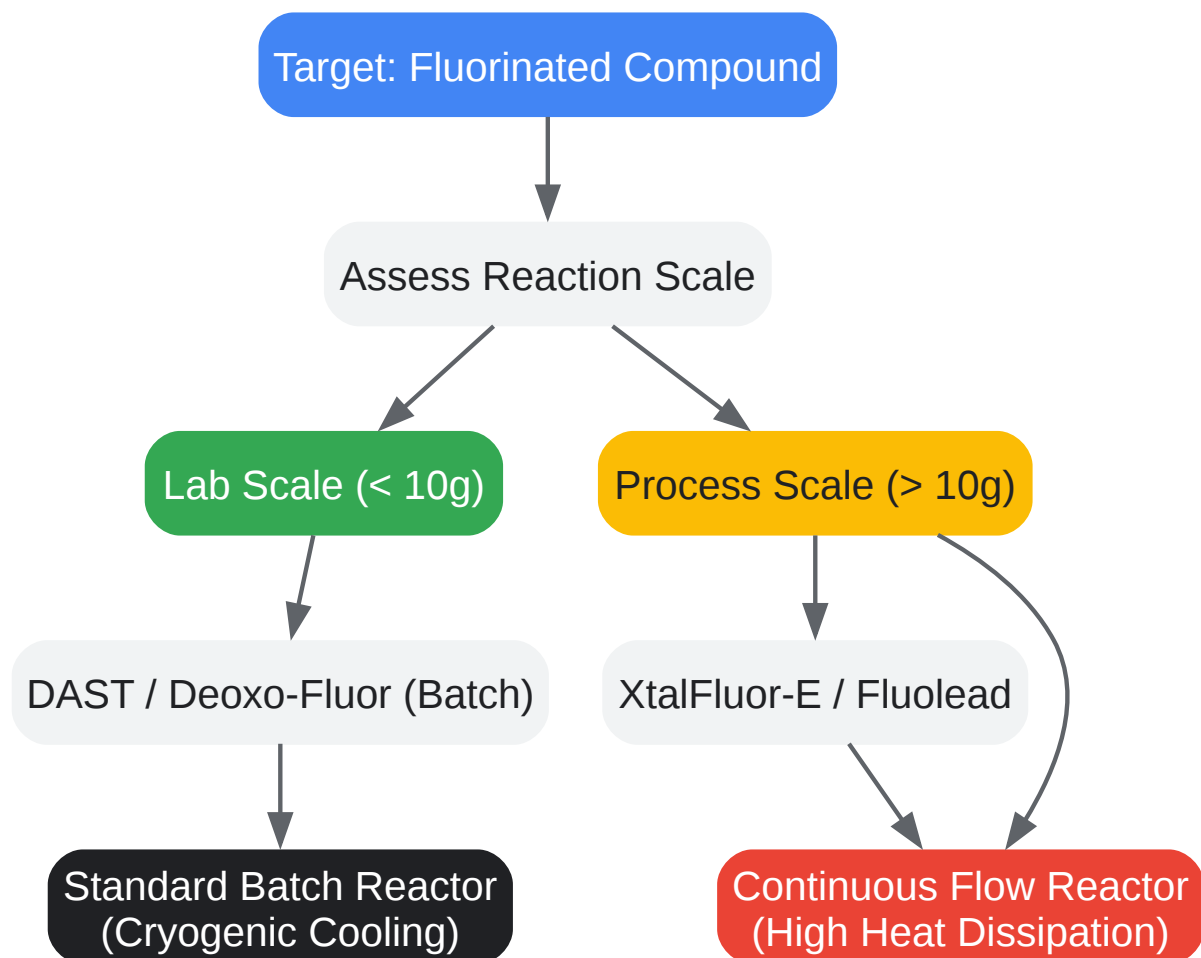 Target: Fluorinated Compound
Assess Reaction Scale
Lab Scale (< 10g)
Process Scale (> 10g)
DAST / Deoxo-Fluor (Batch)
XtalFluor-E / Fluolead
Standard Batch Reactor
(Cryogenic Cooling)
Continuous Flow Reactor
(High Heat Dissipation)